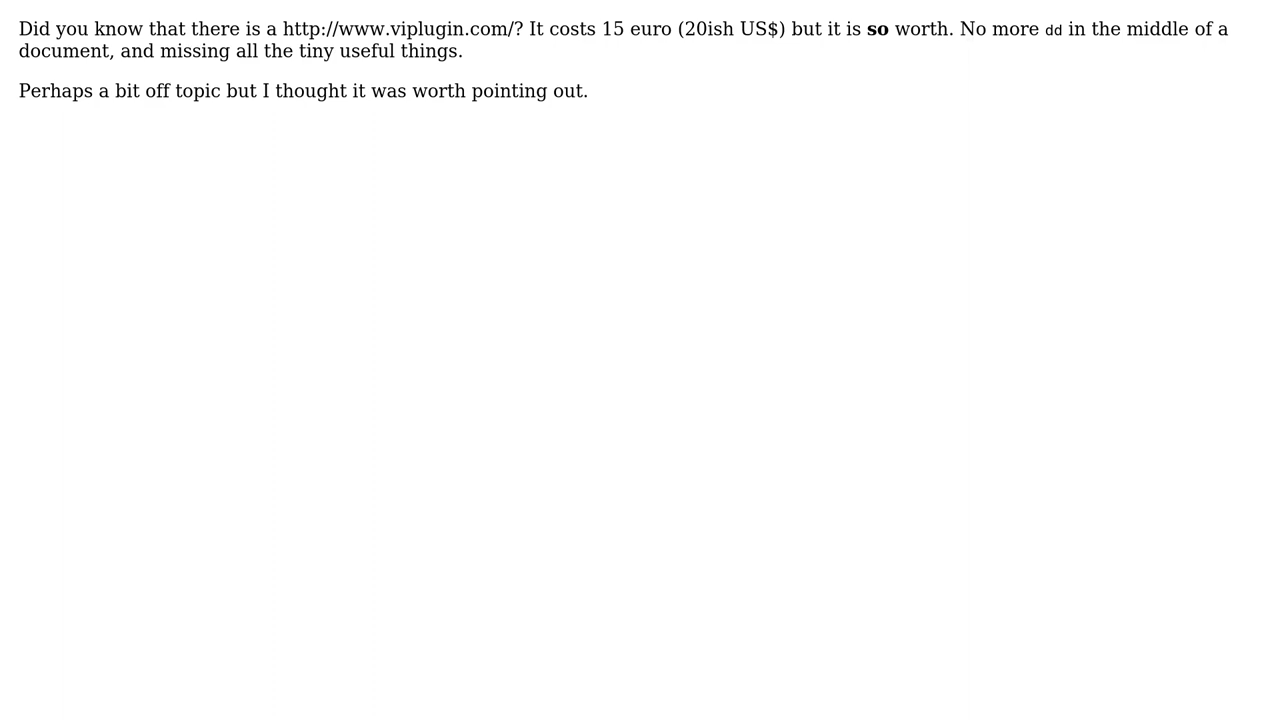 Did you know that there is a http://www.viplugin.com/? It costs 15 euro (20ish US$) but it is so worth. No more dd in the middle of a
document, and missing all the tiny useful things.
Perhaps a bit off topic but I thought it was worth pointing out.